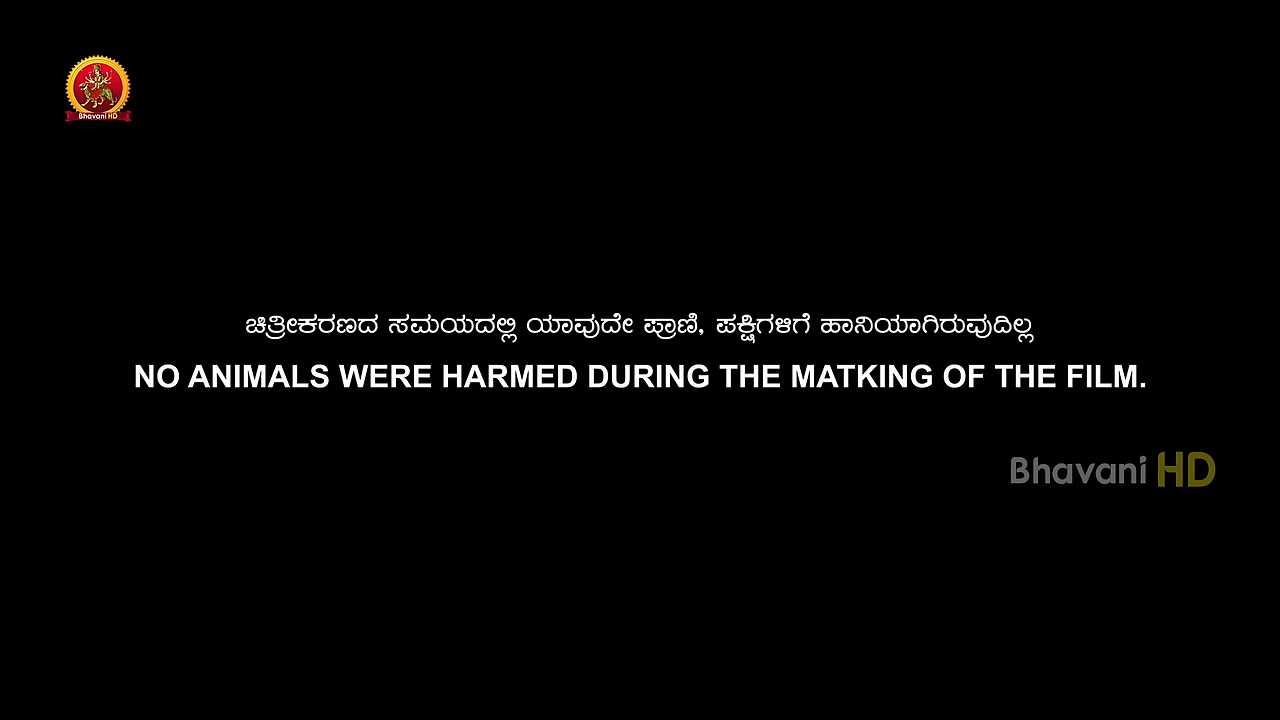 Bhavani HD
ಚಿತ್ರೀಕರಣದ ಸಮಯದಲ್ಲಿ ಯಾವುದೇ ಪ್ರಾಣಿ, ಪಕ್ಷಿಗಳಿಗೆ ಹಾನಿಯಾಗಿರುವುದಿಲ್ಲ
NO ANIMALS WERE HARMED DURING THE MATKING OF THE FILM.
Bhavani HD